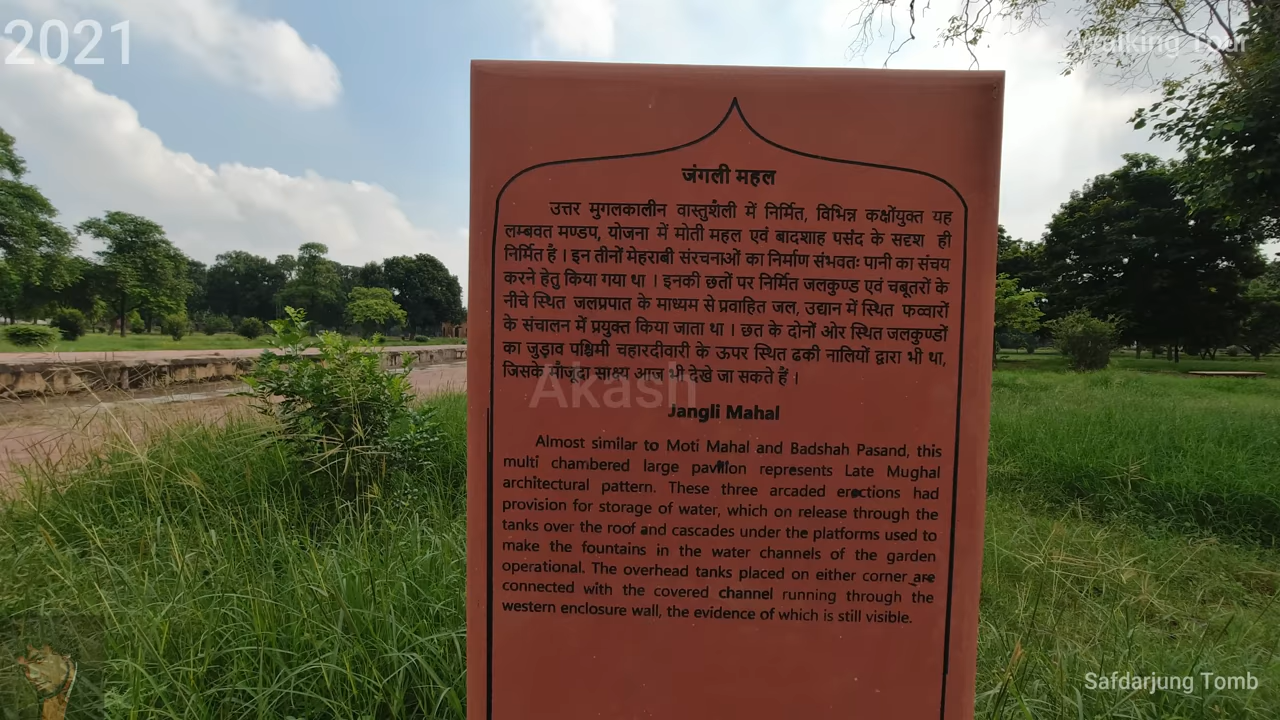 2021
Walking Tour
जंगली महल
उत्तर मुगलकालीन वास्तुशैली में निर्मित, विभिन्न कक्षोंयुक्त यह
लम्बवत मण्डप, योजना में मोती महल एवं बादशाह पसंद के सदृश ही
निर्मित है । इन तीनों मेहराबी संरचनाओं का निर्माण संभवतः पानी का संचय
करने हेतु किया गया था । इनकी छतों पर निर्मित जलकुण्ड एवं चबूतरों के
नीचे स्थित जलप्रपात के माध्यम से प्रवाहित जल, उद्यान में स्थित फव्वारों
के संचालन में प्रयुक्त किया जाता था । छत के दोनों ओर स्थित जलकुण्डों
का जुड़ाव पश्चिमी चहारदीवारी के ऊपर स्थित ढकी नालियों द्वारा भी था,
जिसके मौजूदा साक्ष्य आज भी देखे जा सकते हैं ।
Akash
Jangli Mahal
Almost similar to Moti Mahal and Badshah Pasand, this
multi chambered large pavilion represents Late Mughal
architectural pattern. These three arcaded erections had
provision for storage of water, which on release through the
tanks over the roof and cascades under the platforms used to
make the fountains in the water channels of the garden
operational. The overhead tanks placed on either corner are
connected with the covered channel running through the
western enclosure wall, the evidence of which is still visible.
Safdarjung Tomb